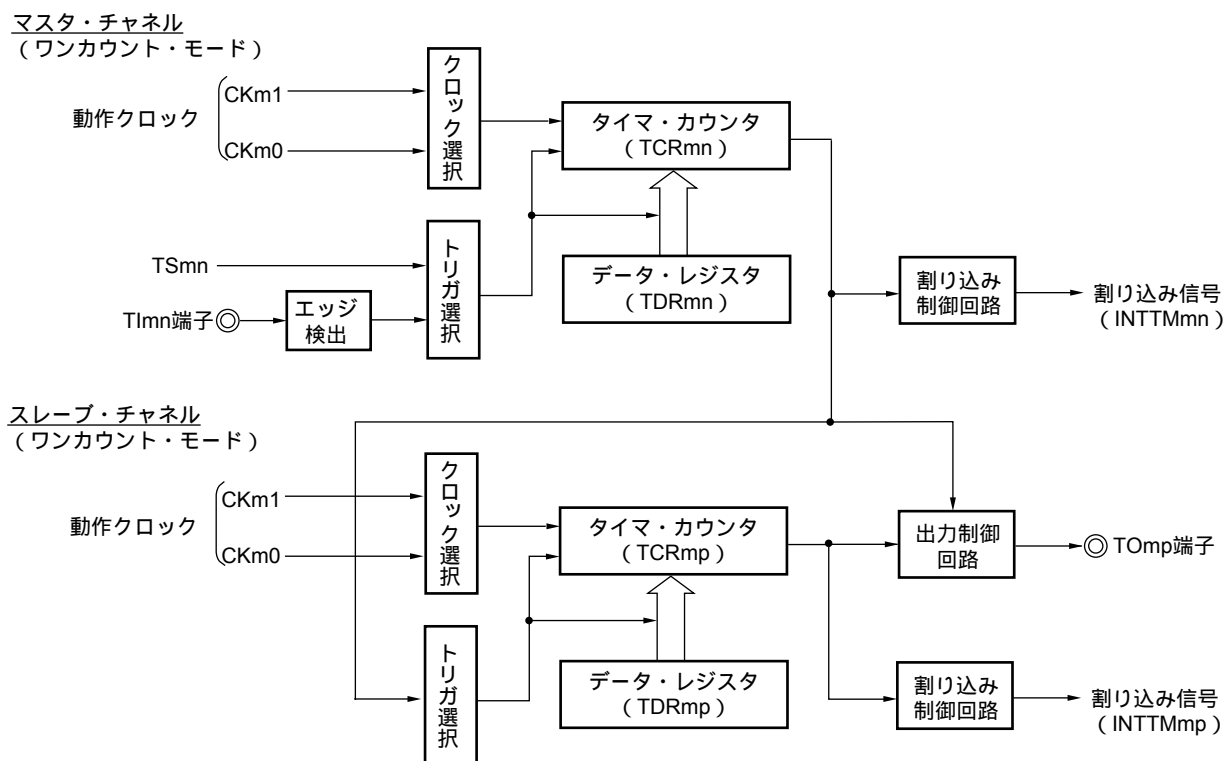 マスタ・チャネル
（ワンカウント・モード）
動作クロック
CKm1
CKm0
クロック選択
タイマ・カウンタ
（TCRmn）
TSmn
TImn端子
エッジ
検出
トリガ選択
データ・レジスタ
（TDRmn）
割り込み
制御回路
割り込み信号
（INTTMmn）
スレーブ・チャネル
（ワンカウント・モード）
動作クロック
CKm1
CKm0
クロック選択
タイマ・カウンタ
（TCRmp）
出力制御
回路
TOmp端子
トリガ選択
データ・レジスタ
（TDRmp）
割り込み
制御回路
割り込み信号
（INTTMmp）